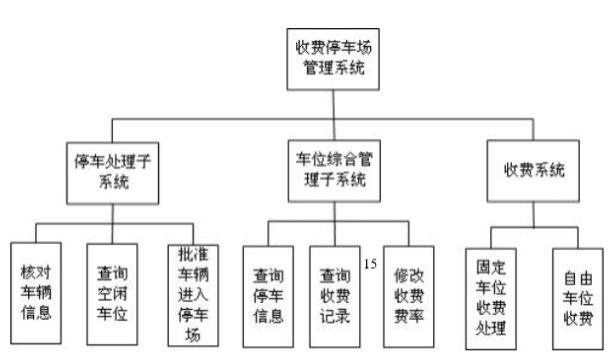 收费停车场
管理系统
停车处理子
系统
车位综合管
理子系统
收费系统
核对
车辆
信息
查询
空闲
车位
批准
车辆
进入
停车
场
查询
停车
信息
查询
收费
记录
15
修改
收费
费率
固定
车位
收费
处理
自由
车位
收费